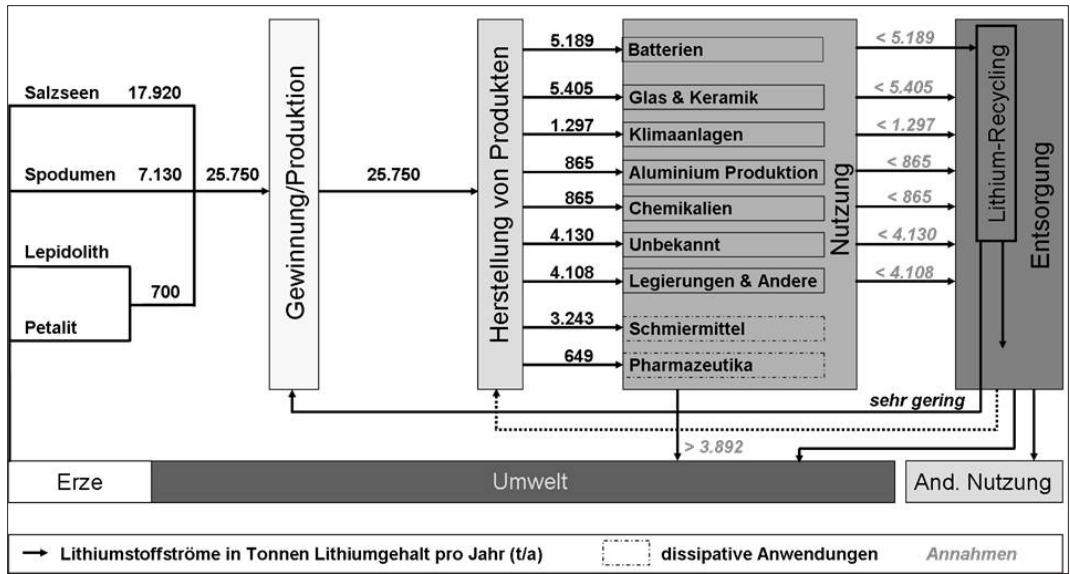 Salzseen 17.920
Spodumen 7.130
25.750
Lepidolith
700
Petalit
Gewinnung/Produktion
25.750
Herstellung von Produkten
5.189 Batterien < 5.189
5.405 Glas & Keramik < 5.405
1.297 Klimaanlagen < 1.297
865 Aluminium Produktion < 865
865 Chemikalien < 865
4.130 Unbekannt < 4.130
4.108 Legierungen & Andere < 4.108
3.243 Schmiermittel
649 Pharmazeutika
Nutzung
Lithium-Recycling
Entsorgung
sehr gering
> 3.892
Erze
Umwelt
And. Nutzung
Lithiumstoffströme in Tonnen Lithiumgehalt pro Jahr (t/a)
dissipative Anwendungen
Annahmen